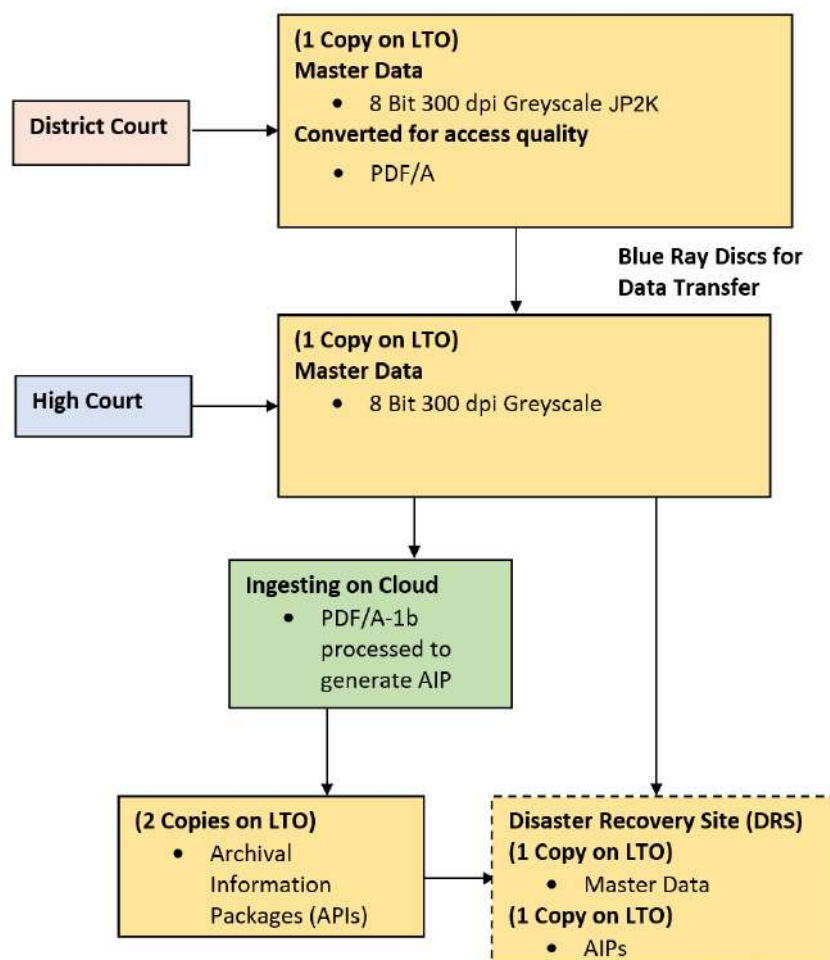 (1 Copy on LTO)
Master Data
• 8 Bit 300 dpi Greyscale JP2K
Converted for access quality
• PDF/A
District Court
Blue Ray Discs for
Data Transfer
(1 Copy on LTO)
Master Data
• 8 Bit 300 dpi Greyscale
High Court
Ingesting on Cloud
• PDF/A-1b
processed to
generate AIP
(2 Copies on LTO)
• Archival
Information
Packages (APIs)
Disaster Recovery Site (DRS)
(1 Copy on LTO)
• Master Data
(1 Copy on LTO)
• AIPs